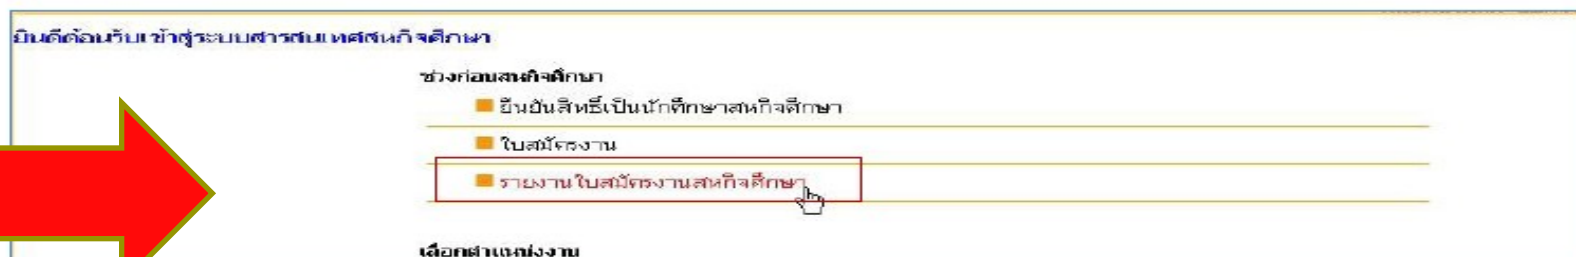 ยินดีต้อนรับเข้าสู่ระบบสารสนเทศสหกิจศึกษา
ช่วงก่อนสหกิจศึกษา
ยืนยันสิทธิ์เป็นนักศึกษาสหกิจศึกษา
ใบสมัครงาน
รายงานใบสมัครงานสหกิจศึกษา
เลือกตำแหน่งงาน